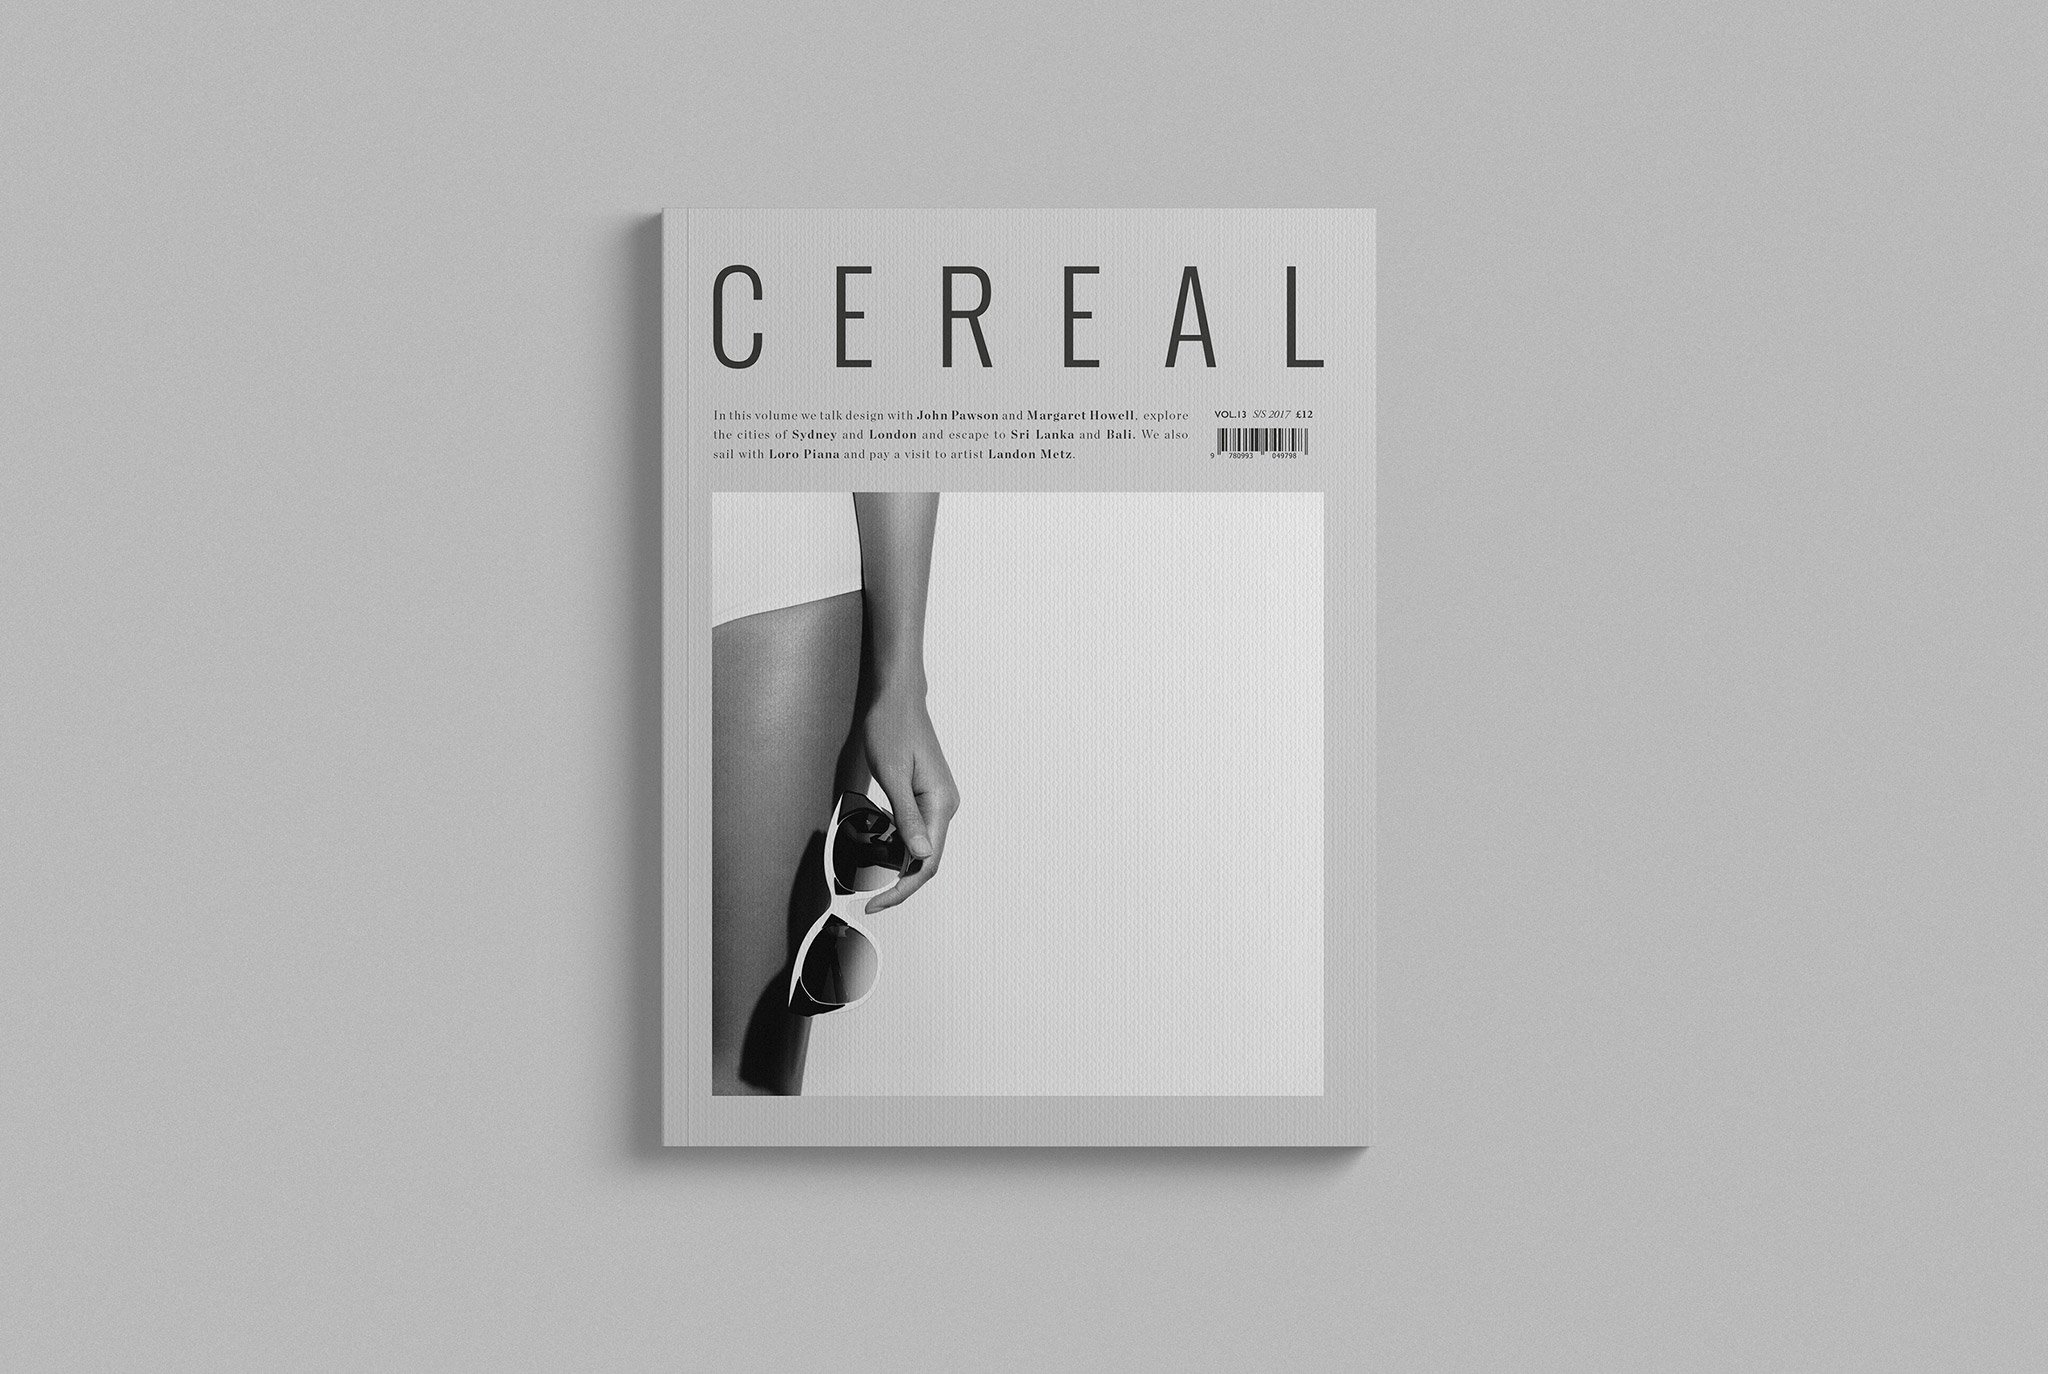 CEREAL
In this volume we talk design with John Pawson and Margaret Howell, explore
the cities of Sydney and London and escape to Sri Lanka and Bali. We also
sail with Loro Piana and pay a visit to artist Landon Metz.
VOL.13 S/S 2017 £12
9 780993 049798